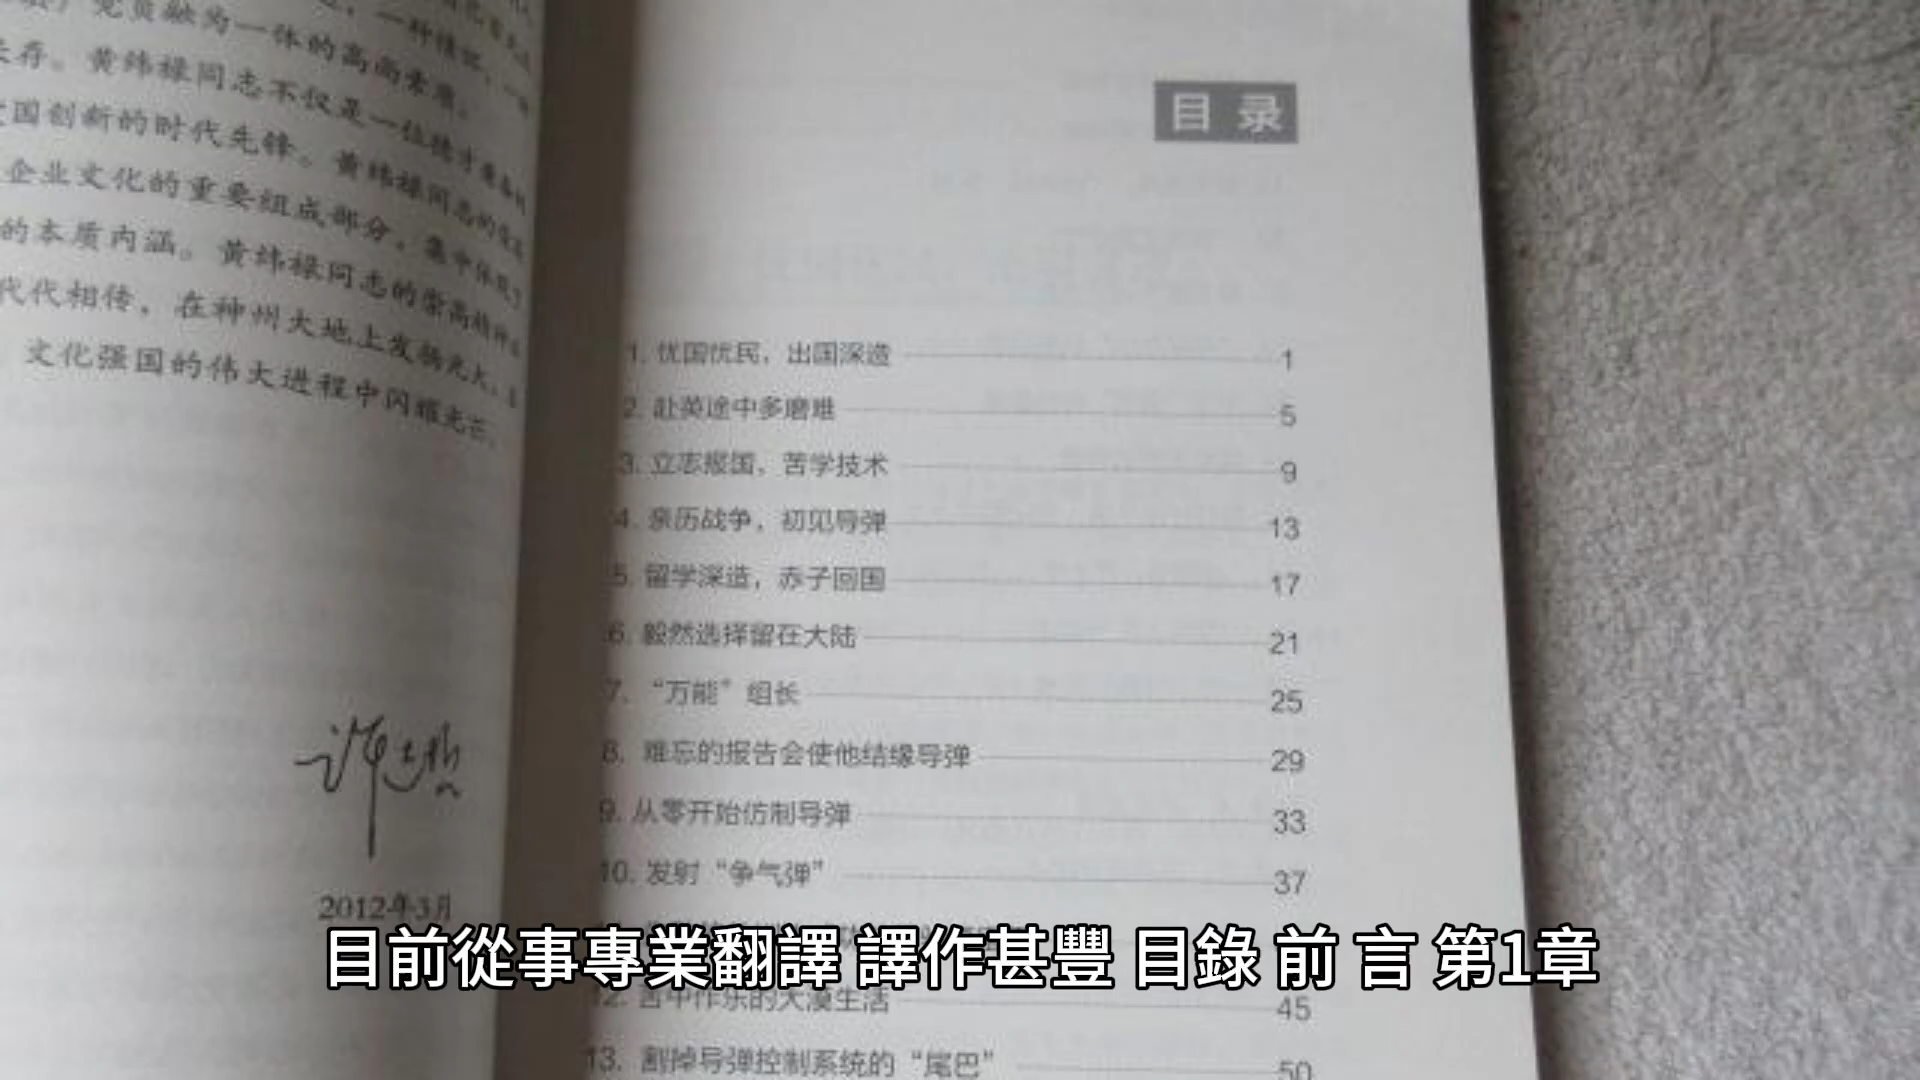 党贡献为一体的高尚素质。
长存。黄纬禄同志不仅是一位德才兼备的
国创新的时代先锋。黄纬禄同志的崇高
企业文化的重要组成部分，集中体现了
的本质内涵。黄纬禄同志的崇高精神
代代相传，在神州大地上发扬光大，
文化强国的伟大进程中闪耀光芒。
2012年3月
目录
1. 忧国忧民，出国深造 1
2. 赴英途中多磨难 5
3. 立志报国，苦学技术 9
4. 亲历战争，初见导弹 13
5. 留学深造，赤子回国 17
6. 毅然选择留在大陆 21
7. “万能”组长 25
8. 难忘的报告会使他结缘导弹 29
9. 从零开始仿制导弹 33
10. 发射“争气弹” 37
12. 苦中作乐的大漠生活 45
13. 割掉导弹控制系统的“尾巴” 50
目前從事專業翻譯 譯作甚豐 目錄 前 言 第1章